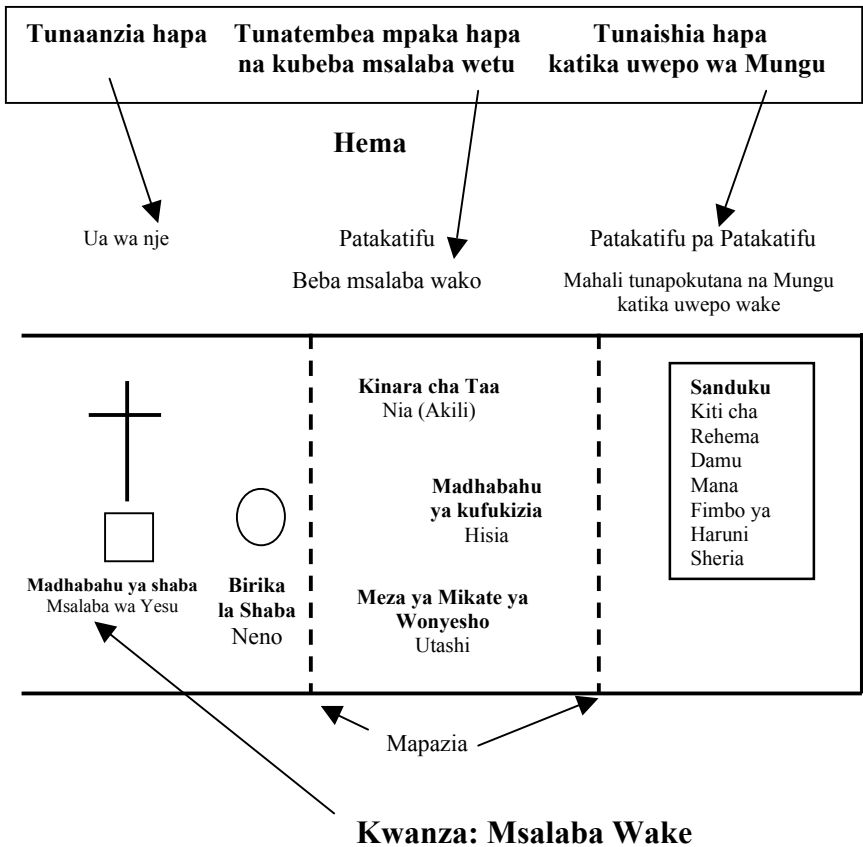 Tunaanzia hapa
Tunatembea mpaka hapa
na kubeba msalaba wetu
Tunaishia hapa
katika uwepo wa Mungu
Hema
Ua wa nje
Patakatifu
Beba msalaba wako
Patakatifu pa Patakatifu
Mahali tunapokutana na Mungu
katika uwepo wake
Madhabahu ya shaba
Msalaba wa Yesu
Birika
la Shaba
Neno
Kinara cha Taa
Nia (Akili)
Madhabahu
ya kufukizia
Hisia
Meza ya Mikate ya
Wonyesho
Utashi
Sanduku
Kiti cha
Rehema
Damu
Mana
Fimbo ya
Haruni
Sheria
Mapazia
Kwanza: Msalaba Wake